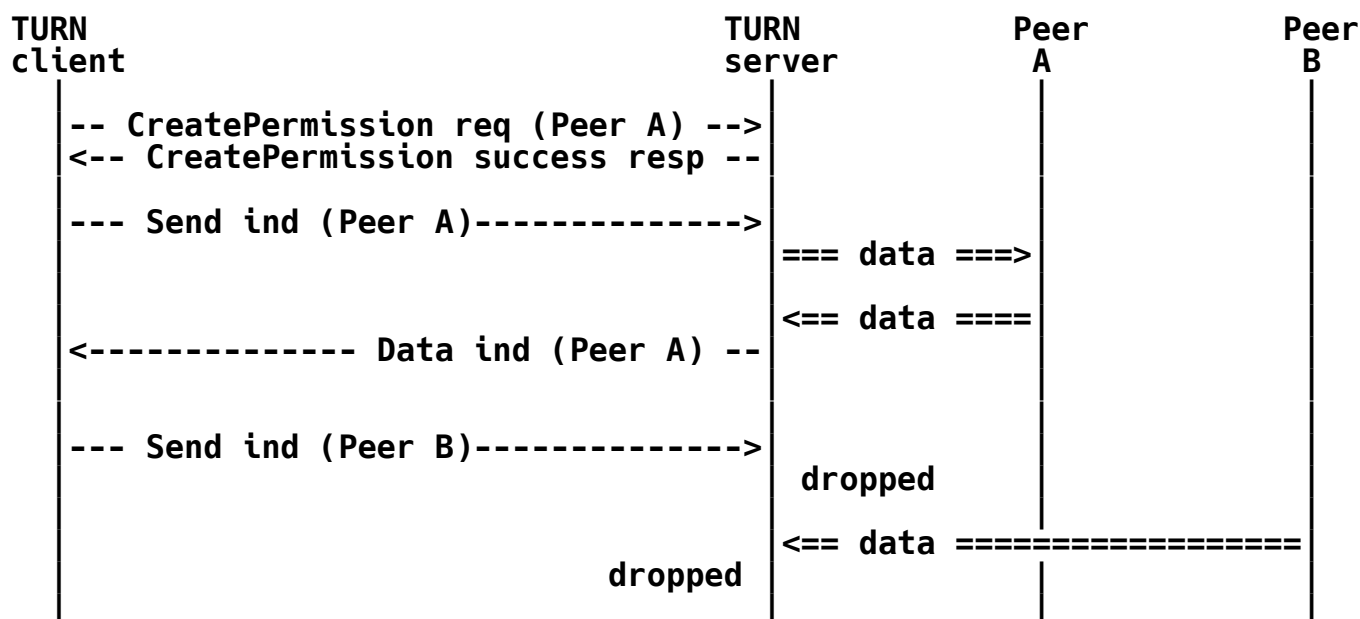 TURN TURN Peer Peer
client server A B
-- CreatePermission req (Peer A) -->
<-- CreatePermission success resp --
--- Send ind (Peer A)-------------->
=== data ===>
<== data ====
<-------------- Data ind (Peer A) --
--- Send ind (Peer B)-------------->
dropped
<== data ==================
dropped